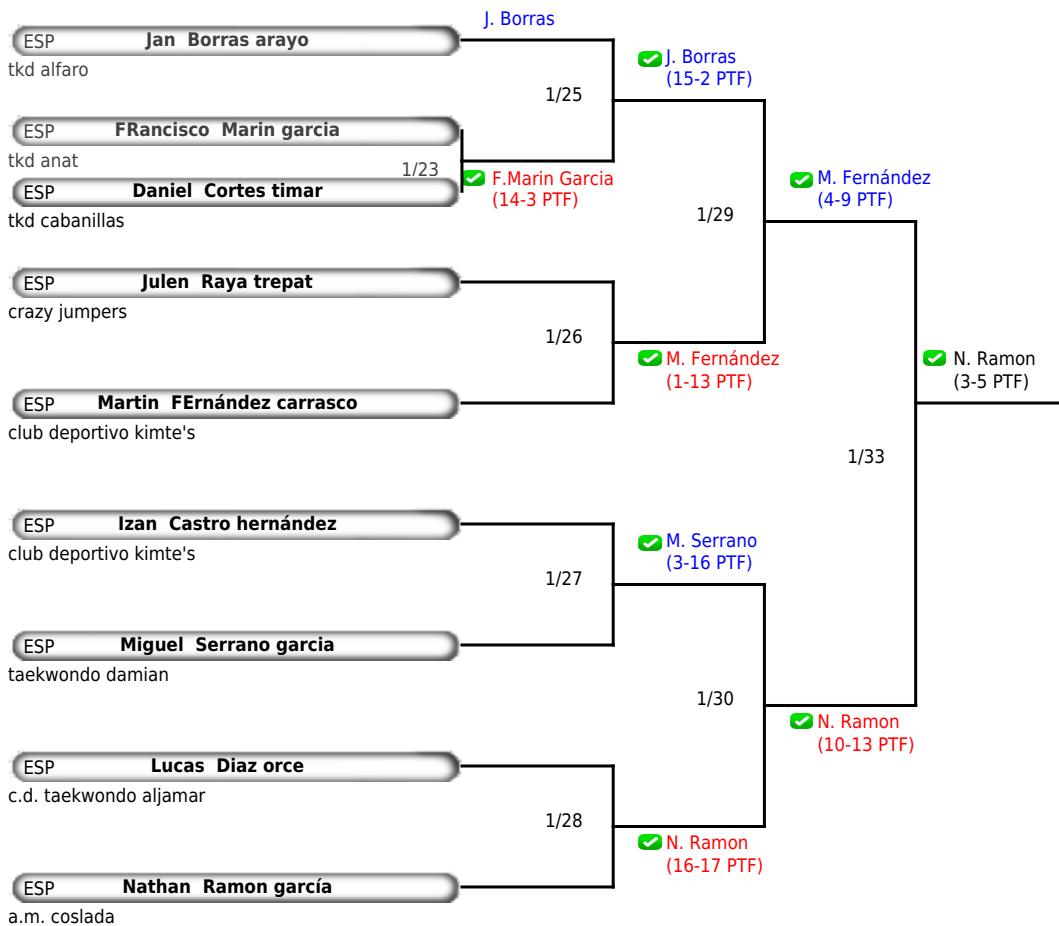 J. Borras
ESP Jan Borras arayo
tkd alfaro
J. Borras
(15-2 PTF)
1/25
ESP FRancisco Marin garcia
tkd anat
1/23
F.Marin Garcia
(14-3 PTF)
ESP Daniel Cortes timar
tkd cabanillas
M. Fernández
(4-9 PTF)
1/29
ESP Julen Raya trepat
crazy jumpers
1/26
M. Fernández
(1-13 PTF)
N. Ramon
(3-5 PTF)
ESP Martin FErnández carrasco
club deportivo kimte's
1/33
ESP Izan Castro hernández
club deportivo kimte's
M. Serrano
(3-16 PTF)
1/27
ESP Miguel Serrano garcia
taekwondo damian
1/30
N. Ramon
(10-13 PTF)
ESP Lucas Diaz orce
c.d. taekwondo aljamar
1/28
N. Ramon
(16-17 PTF)
ESP Nathan Ramon garcía
a.m. coslada